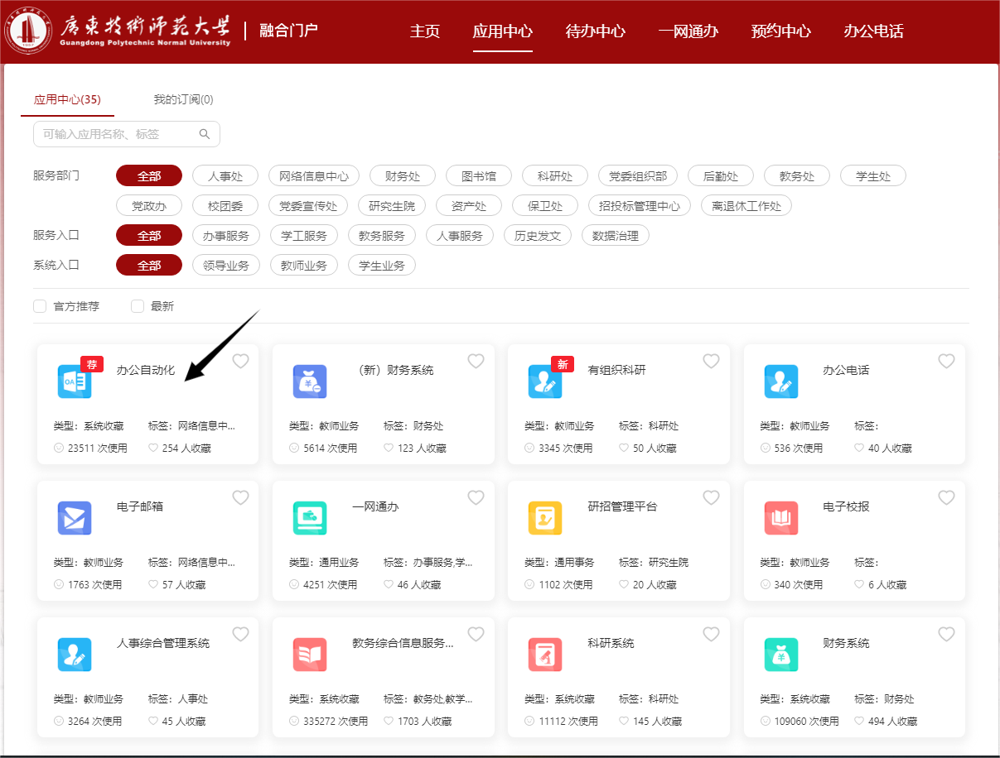 廣東技術师范大学
Guangdong Polytechnic Normal University
融合门户
主页 应用中心 待办中心 一网通办 预约中心 办公电话
应用中心(35) 我的订阅(0)
可输入应用名称、标签
服务部门 全部 人事处 网络信息中心 财务处 图书馆 科研处 党委组织部 后勤处 教务处 学生处
党政办 校团委 党委宣传处 研究生院 资产处 保卫处 招投标管理中心 离退休工作处
服务入口 全部 办事服务 学工服务 教务服务 人事服务 历史发文 数据治理
系统入口 全部 领导业务 教师业务 学生业务
官方推荐 最新
荐 办公自动化 （新）财务系统 新 有组织科研 办公电话
OA
类型：系统收藏 标签：网络信息中... 类型：教师业务 标签：财务处 类型：教师业务 标签：科研处 类型：教师业务 标签：
23511 次使用 254 人收藏 5614 次使用 123 人收藏 3345 次使用 50 人收藏 536 次使用 40 人收藏
电子邮箱 一网通办 研招管理平台 电子校报
类型：教师业务 标签：网络信息中... 类型：通用业务 标签：办事服务,学... 类型：通用事务 标签：研究生院 类型：教师业务 标签：
1763 次使用 57 人收藏 4251 次使用 46 人收藏 1102 次使用 20 人收藏 340 次使用 6 人收藏
人事综合管理系统 教务综合信息服务... 科研系统 财务系统
类型：教师业务 标签：人事处 类型：系统收藏 标签：教务处,教学... 类型：系统收藏 标签：科研处 类型：系统收藏 标签：财务处
3264 次使用 45 人收藏 335272 次使用 1703 人收藏 11112 次使用 145 人收藏 109060 次使用 494 人收藏